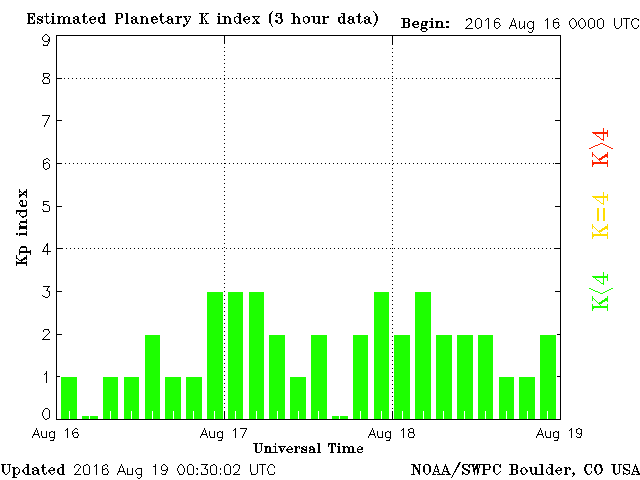 Estimated Planetary K index (3 hour data) Begin: 2016 Aug 16 0000 UTC
9
8
7
6
5
4
3
2
1
0
Kp index
K>4
K=4
K<4
Aug 16 Aug 17 Aug 18 Aug 19
Universal Time
Updated 2016 Aug 19 00:30:02 UTC NOAA/SWPC Boulder, CO USA